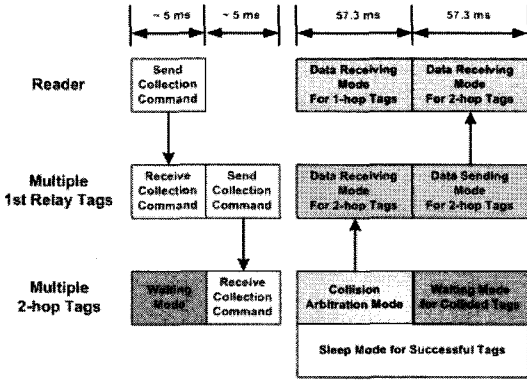 ~ 5 ms
~ 5 ms
57.3 ms
57.3 ms
Reader
Send
Collection
Command
Data Receiving
Mode
For 1-hop Tags
Data Receiving
Mode
For 2-hop Tags
Multiple
1st Relay Tags
Receive
Collection
Command
Send
Collection
Command
Data Receiving
Mode
For 2-hop Tags
Data Sending
Mode
For 2-hop Tags
Multiple
2-hop Tags
Waiting
Mode
Receive
Collection
Command
Collision
Arbitration Mode
Waiting Mode
for Collided Tags
Sleep Mode for Successful Tags